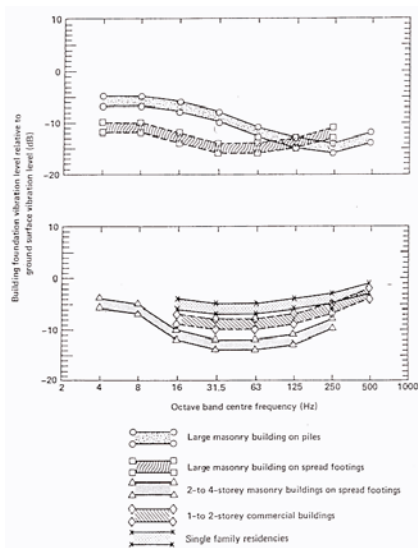 10
0
-10
-20
10
0
-10
-20
2
4
8
16
31.5
63
125
250
500
1000
Building foundation vibration level relative to
ground surface vibration level (dB)
Octave band centre frequency (Hz)
Large masonry building on piles
Large masonry building on spread footings
2-to 4-storey masonry buildings on spread footings
1-to 2-storey commercial buildings
Single family residencies